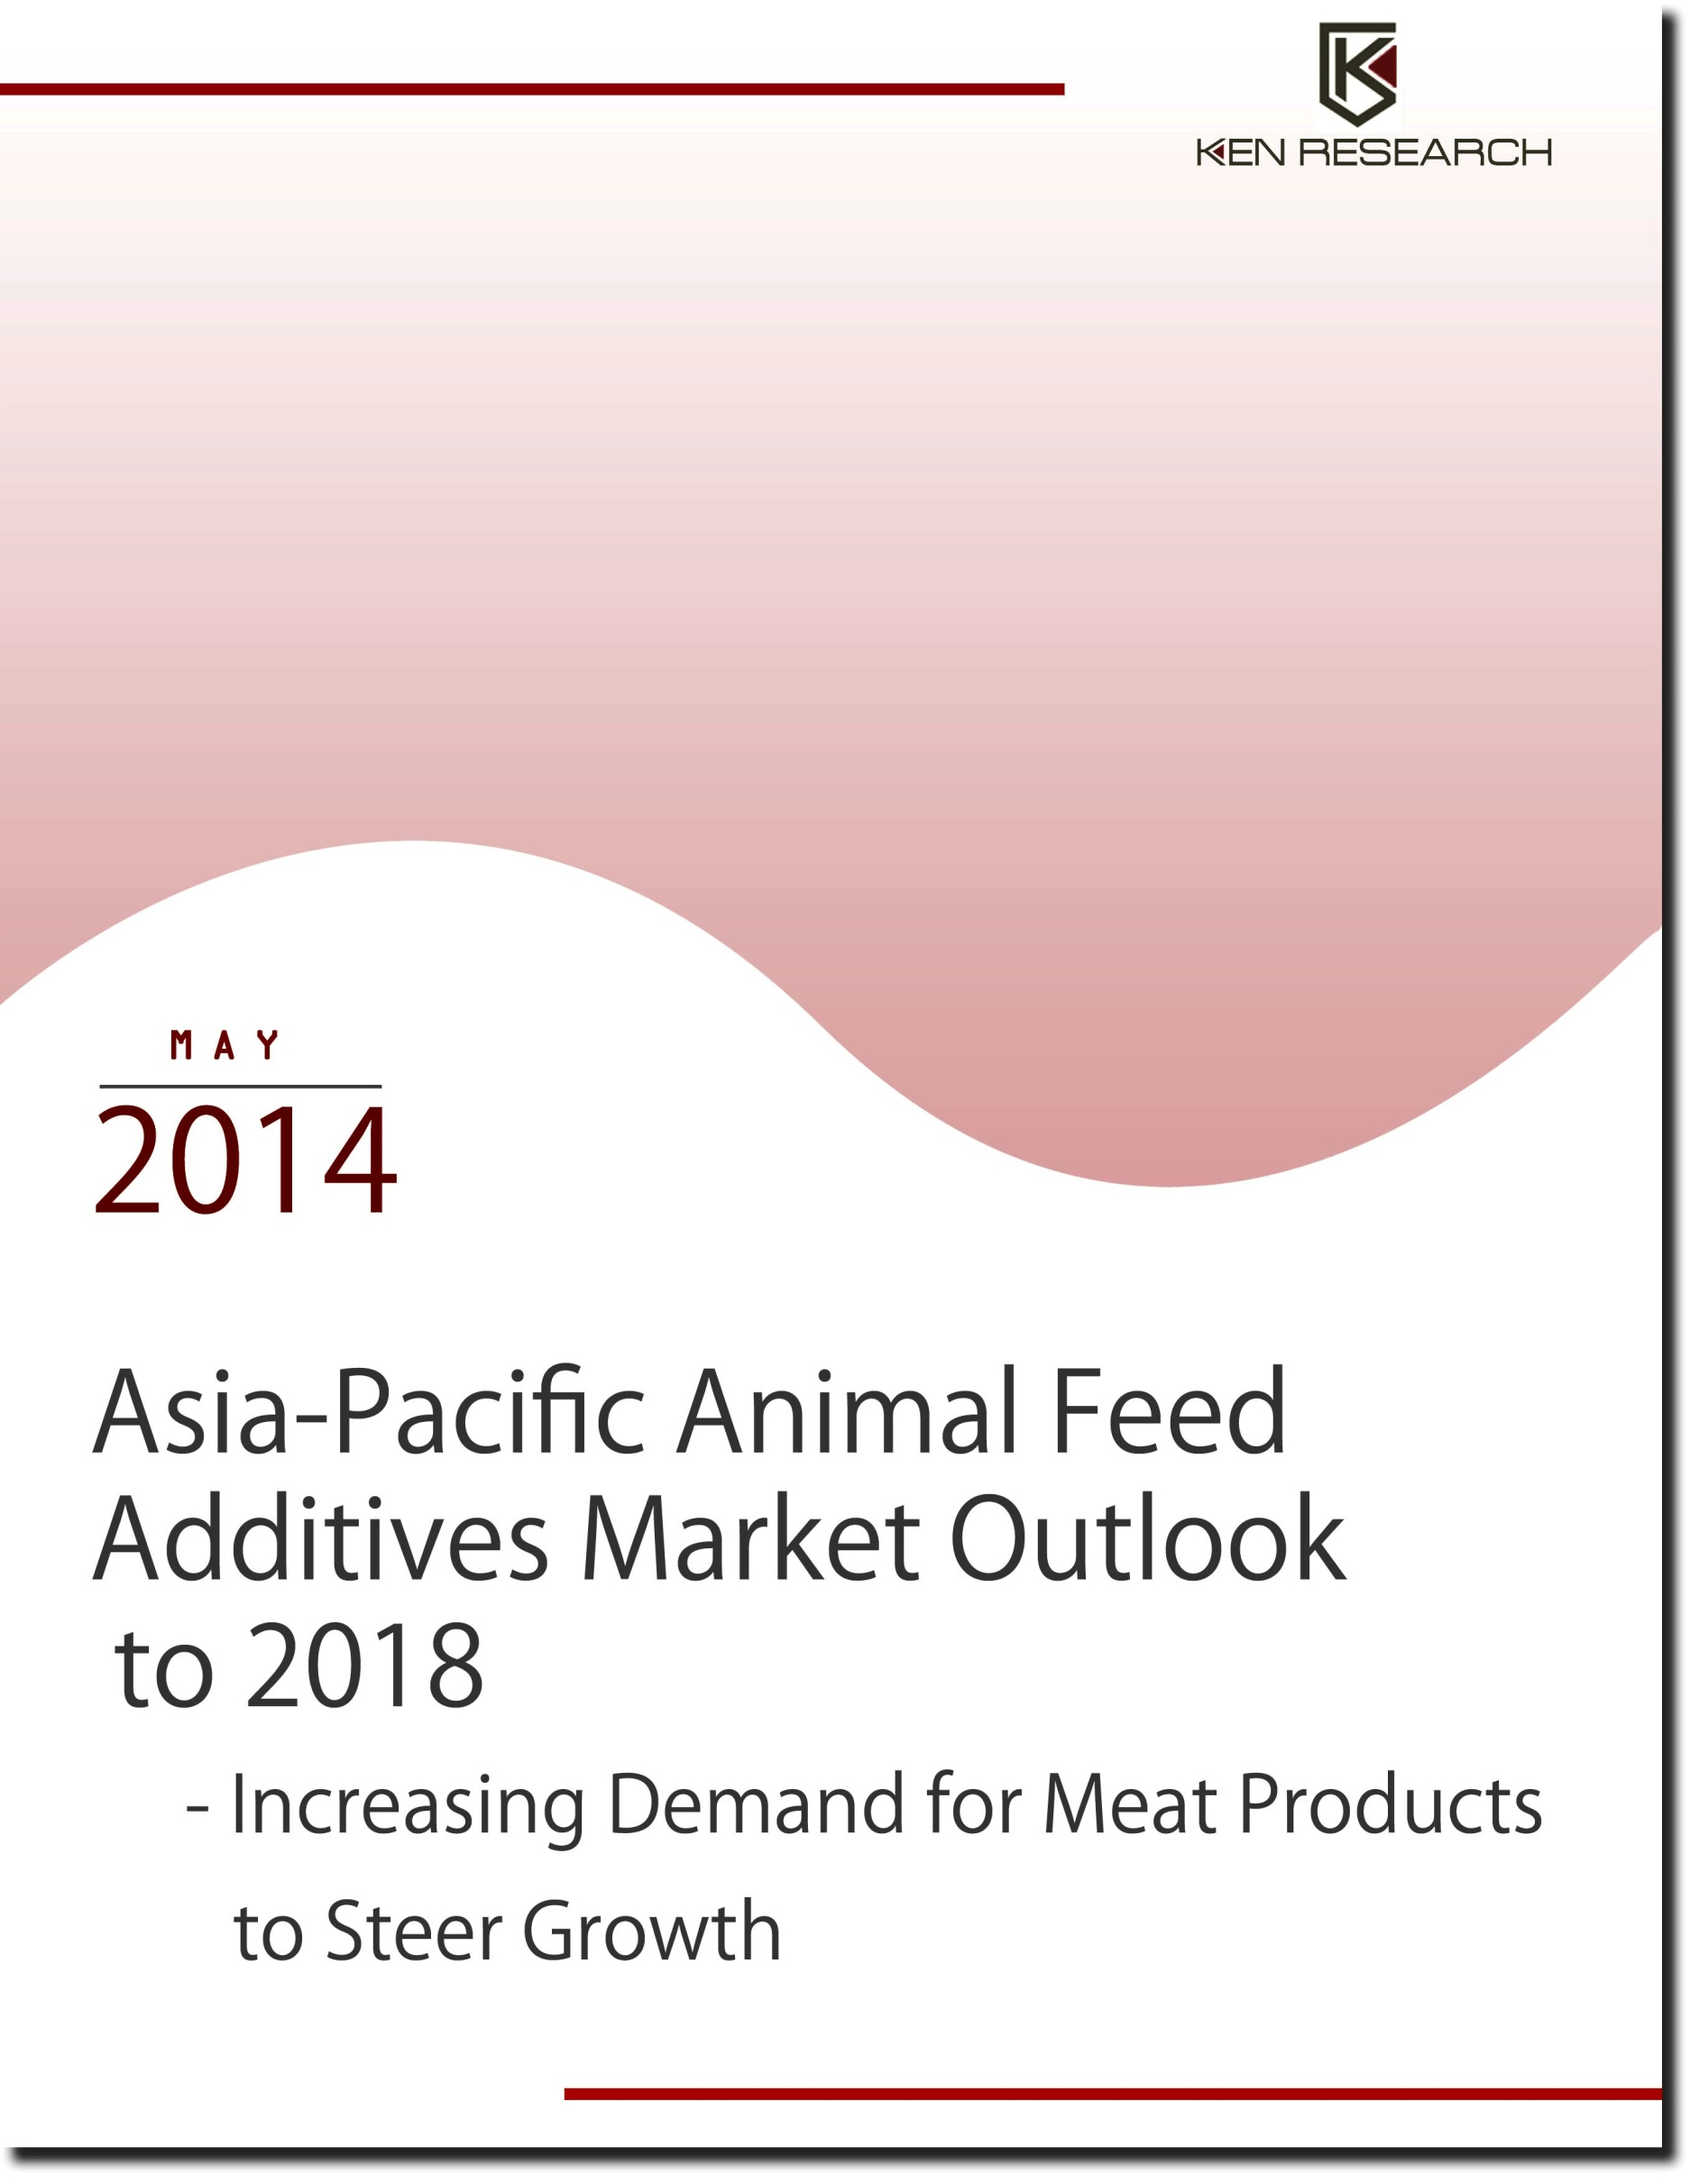 KEN RESEARCH
MAY
2014
Asia-Pacific Animal Feed
Additives Market Outlook
to 2018
- Increasing Demand for Meat Products
to Steer Growth